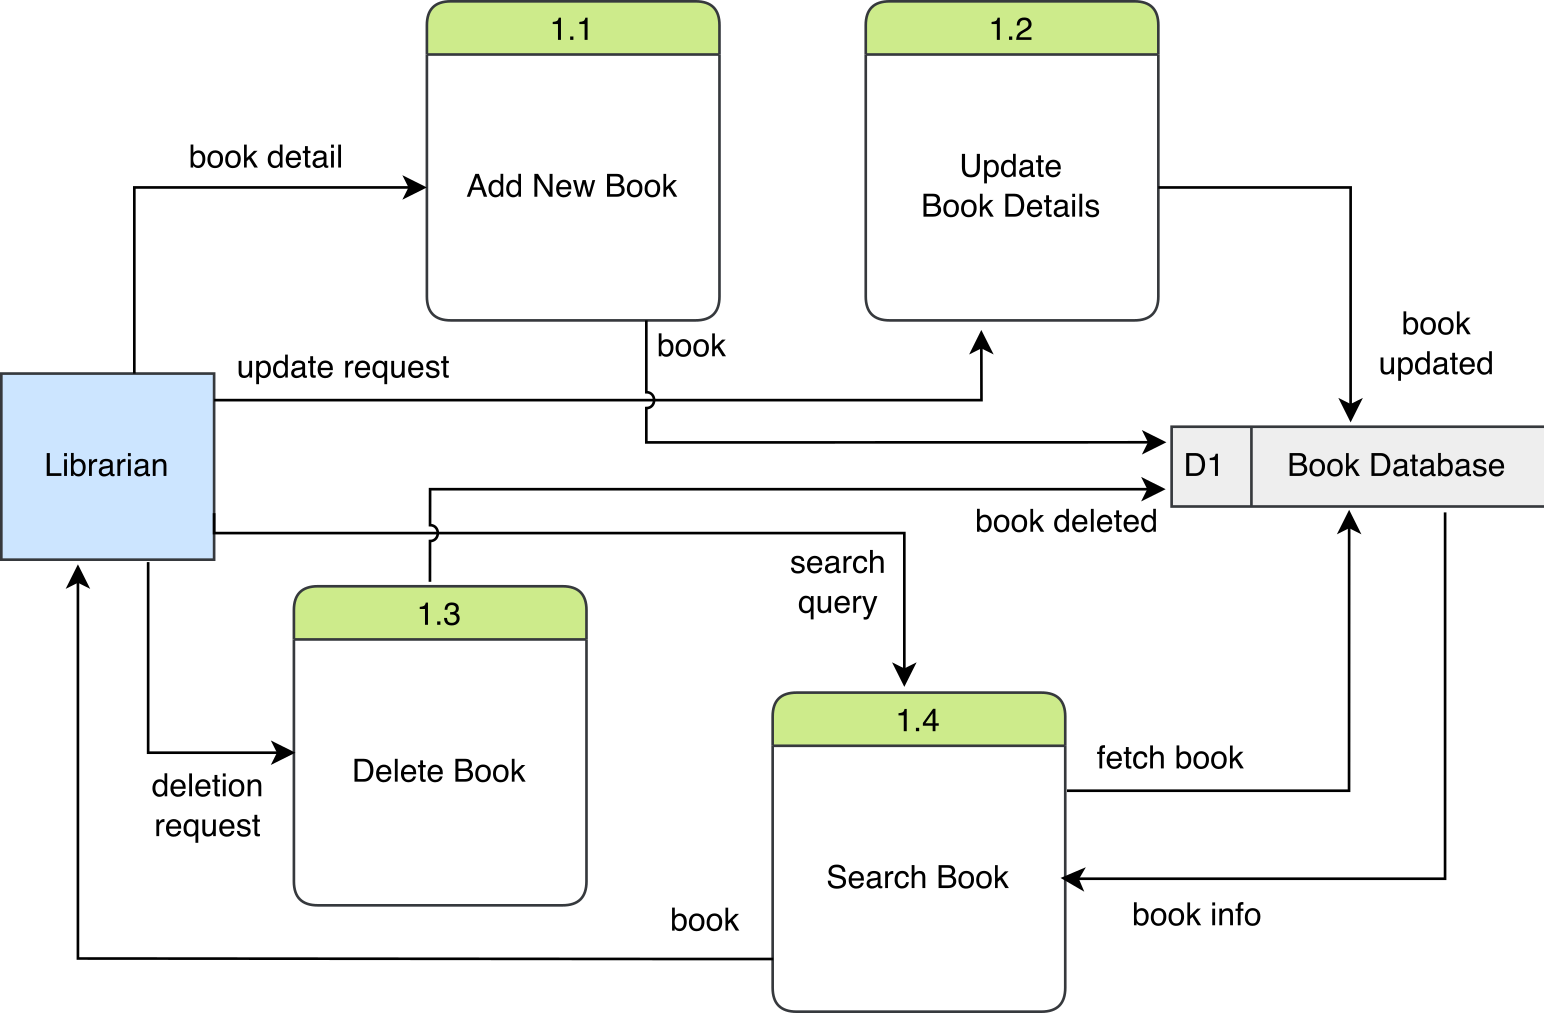 1.1
1.2
book detail
Add New Book
Update
Book Details
book
update request
book
updated
Librarian
D1
Book Database
book deleted
search
query
1.3
1.4
Delete Book
deletion
request
fetch book
Search Book
book
book info